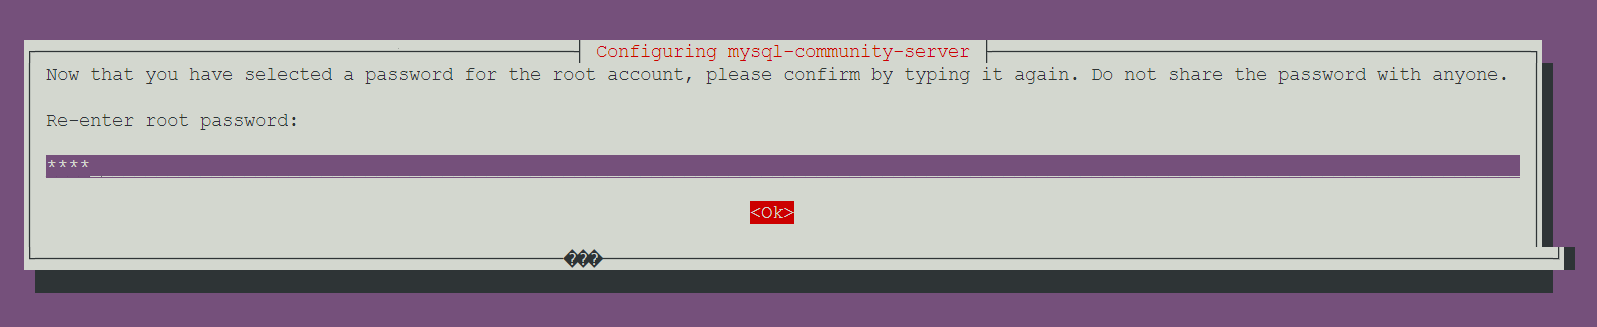 Configuring mysql-community-server
Now that you have selected a password for the root account, please confirm by typing it again. Do not share the password with anyone.
Re-enter root password:
****
<Ok>
���